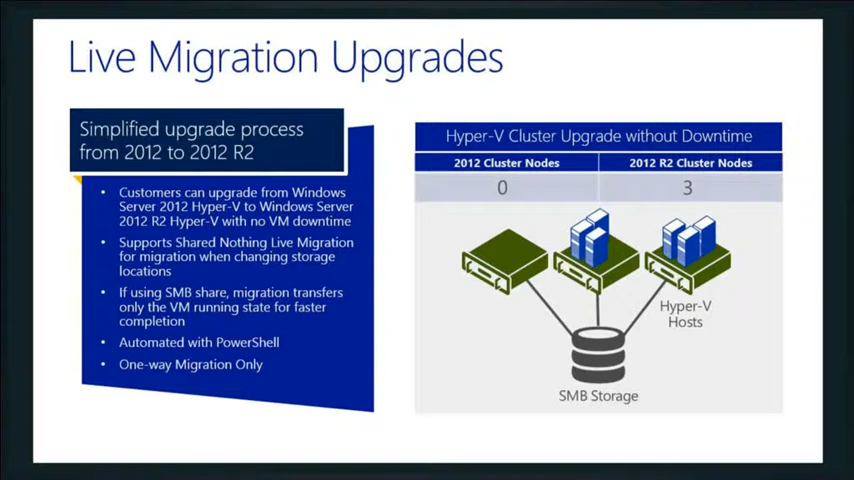 Live Migration Upgrades
Simplified upgrade process
from 2012 to 2012 R2
• Customers can upgrade from Windows
Server 2012 Hyper-V to Windows Server
2012 R2 Hyper-V with no VM downtime
• Supports Shared Nothing Live Migration
for migration when changing storage
locations
• If using SMB share, migration transfers
only the VM running state for faster
completion
• Automated with PowerShell
• One-way Migration Only
Hyper-V Cluster Upgrade without Downtime
2012 Cluster Nodes 2012 R2 Cluster Nodes
0 3
Hyper-V
Hosts
SMB Storage